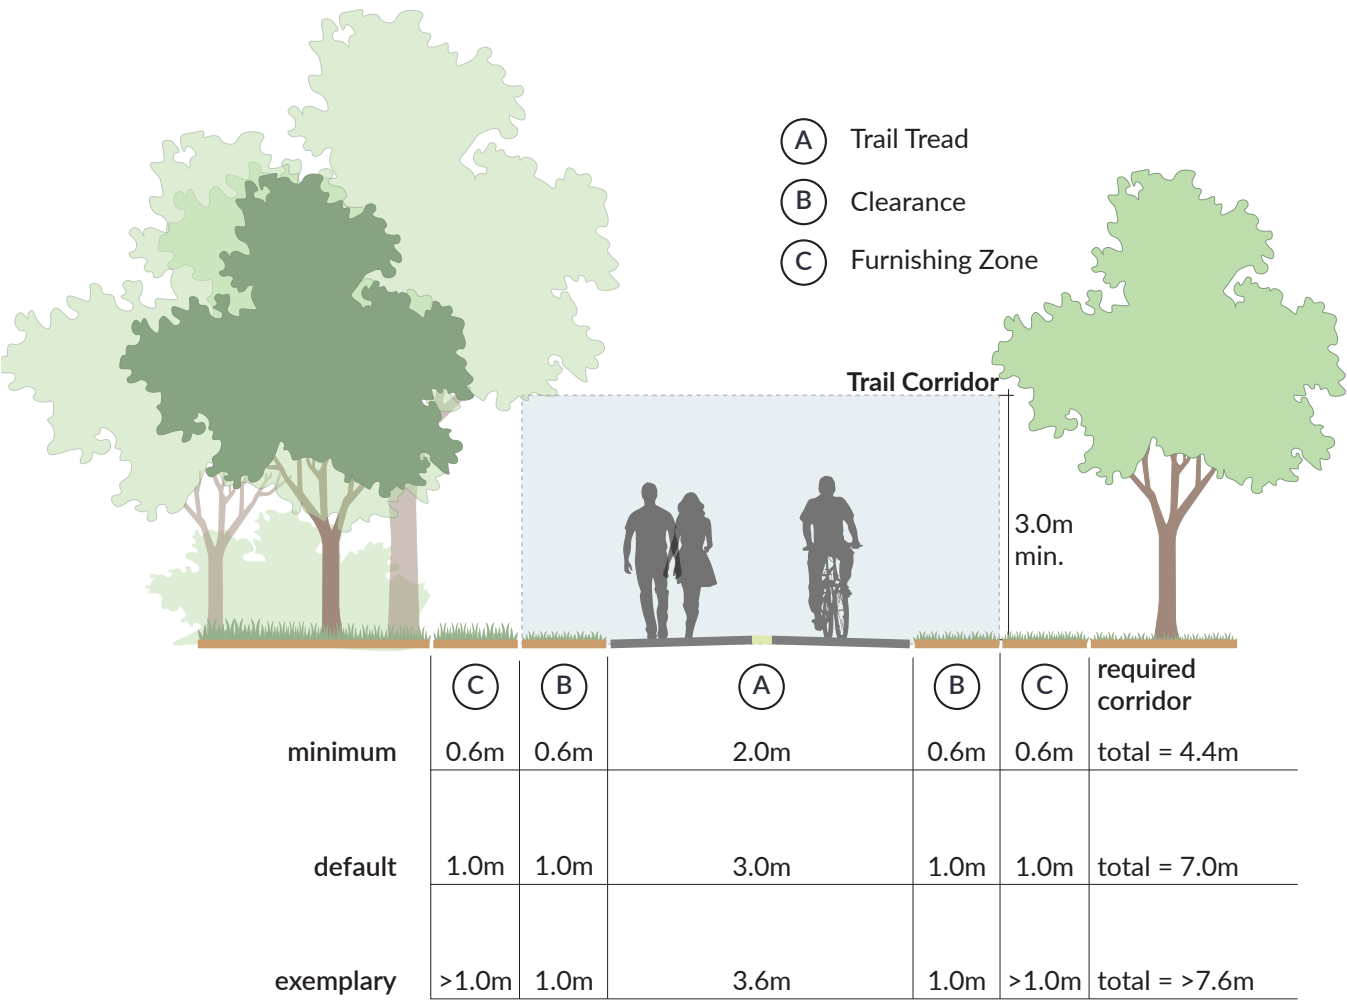 A Trail Tread
B Clearance
C Furnishing Zone
Trail Corridor
3.0m
min.
C B A B C required
corridor
minimum 0.6m 0.6m 2.0m 0.6m 0.6m total = 4.4m
default 1.0m 1.0m 3.0m 1.0m 1.0m total = 7.0m
exemplary >1.0m 1.0m 3.6m 1.0m >1.0m total = >7.6m